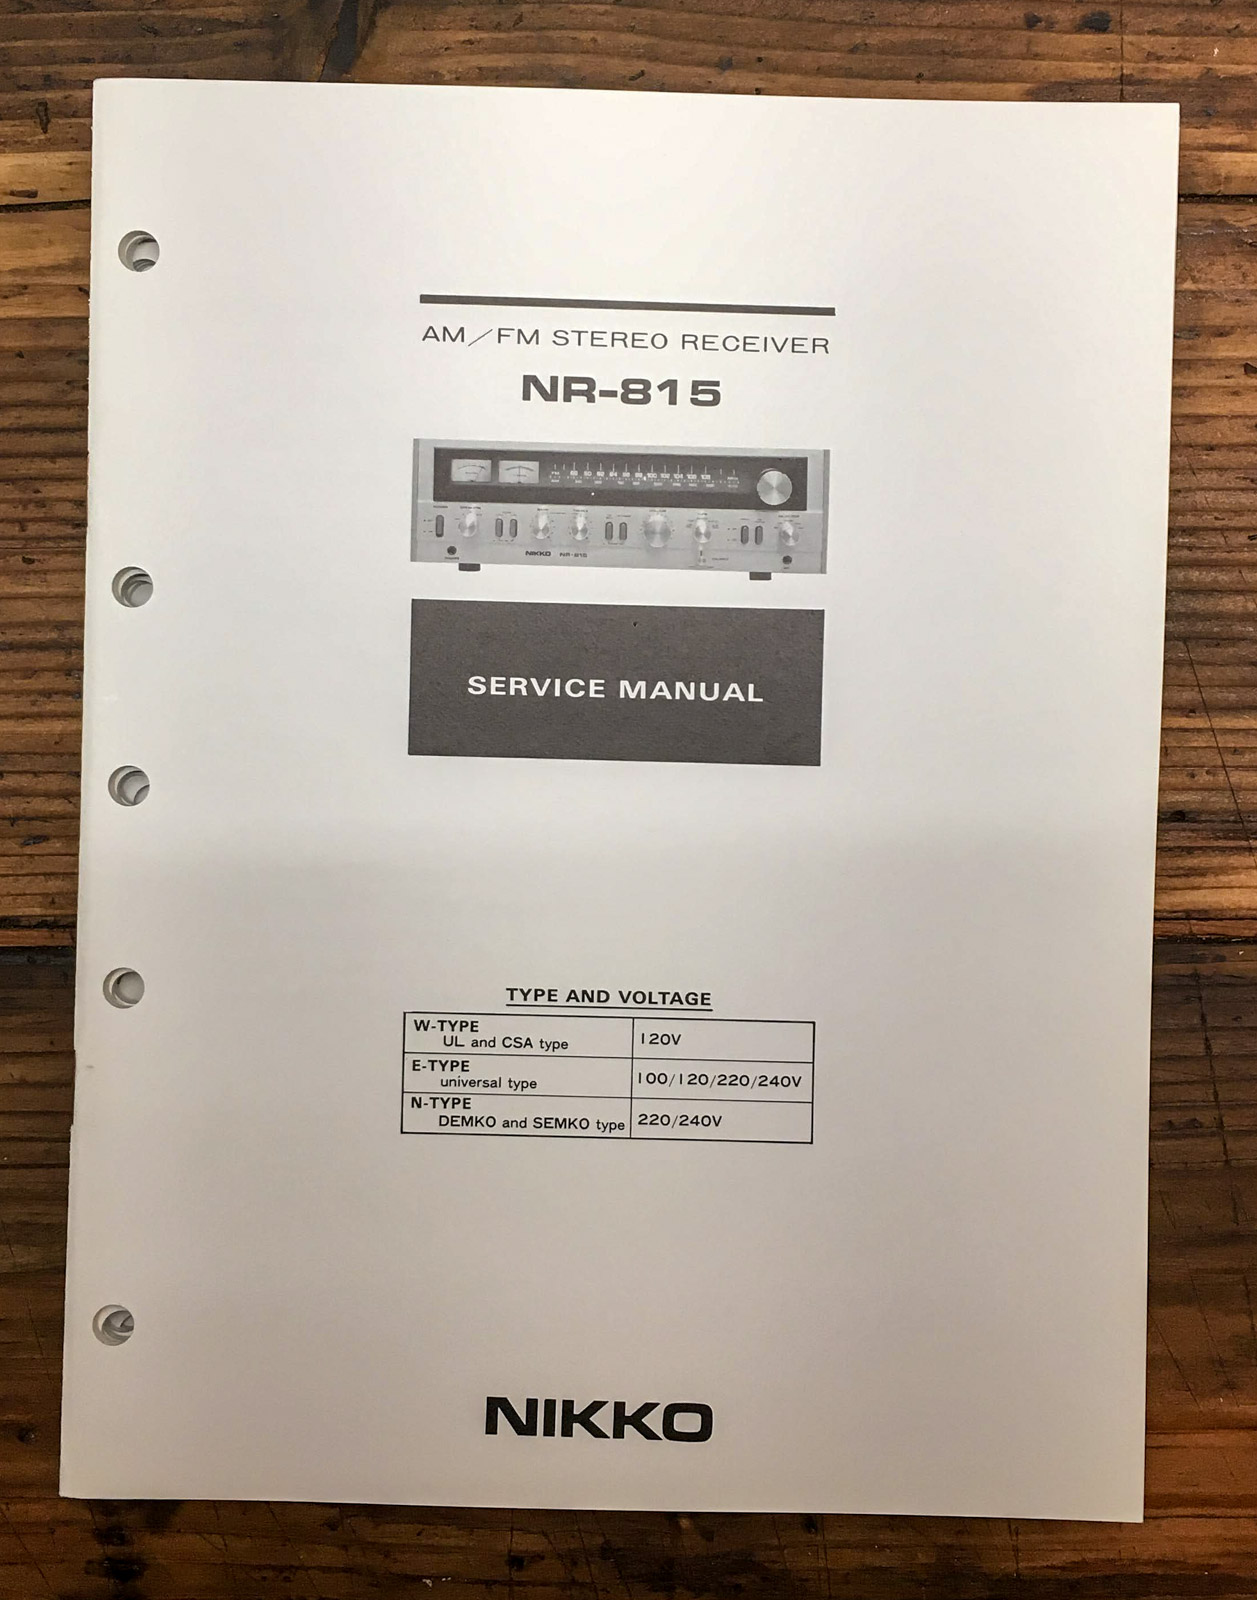 AM/FM STEREO RECEIVER
NR-815
NIKKO NR-815
SERVICE MANUAL
TYPE AND VOLTAGE
W-TYPE
UL and CSA type
120V
E-TYPE
universal type
100/120/220/240V
N-TYPE
DEMKO and SEMKO type
220/240V
NIKKO